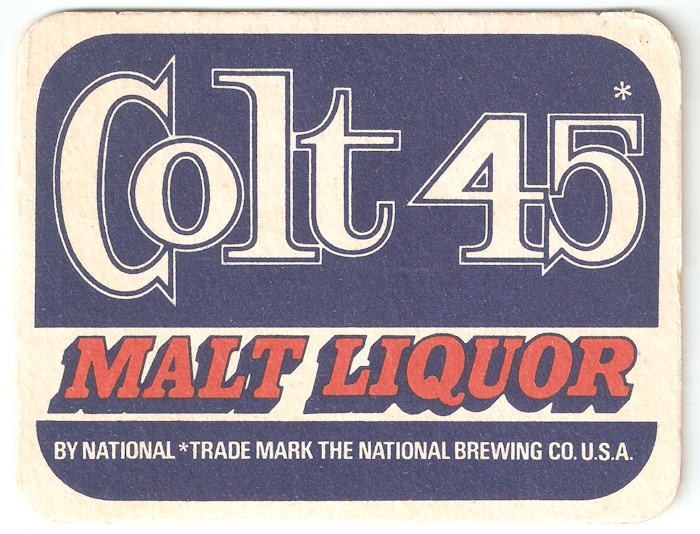 Colt 45*
MALT LIQUOR
BY NATIONAL *TRADE MARK THE NATIONAL BREWING CO. U.S.A.